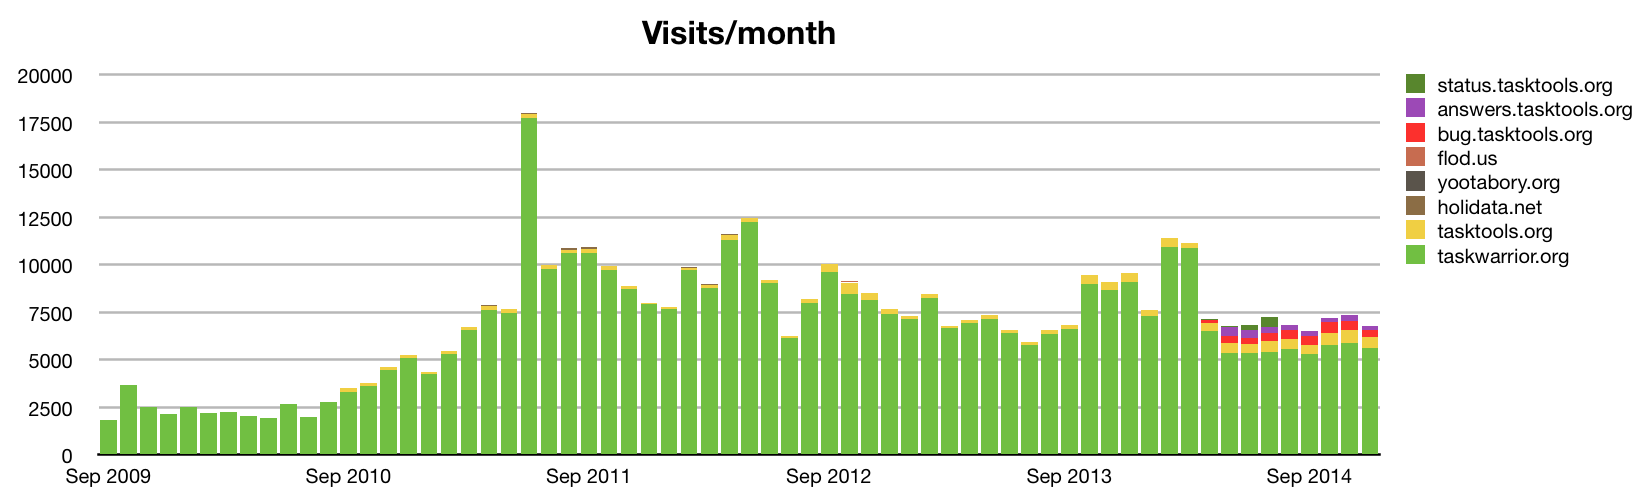 Visits/month
20000
17500
15000
12500
10000
7500
5000
2500
0
Sep 2009 Sep 2010 Sep 2011 Sep 2012 Sep 2013 Sep 2014
status.tasktools.org
answers.tasktools.org
bug.tasktools.org
flod.us
yootabory.org
holidata.net
tasktools.org
taskwarrior.org